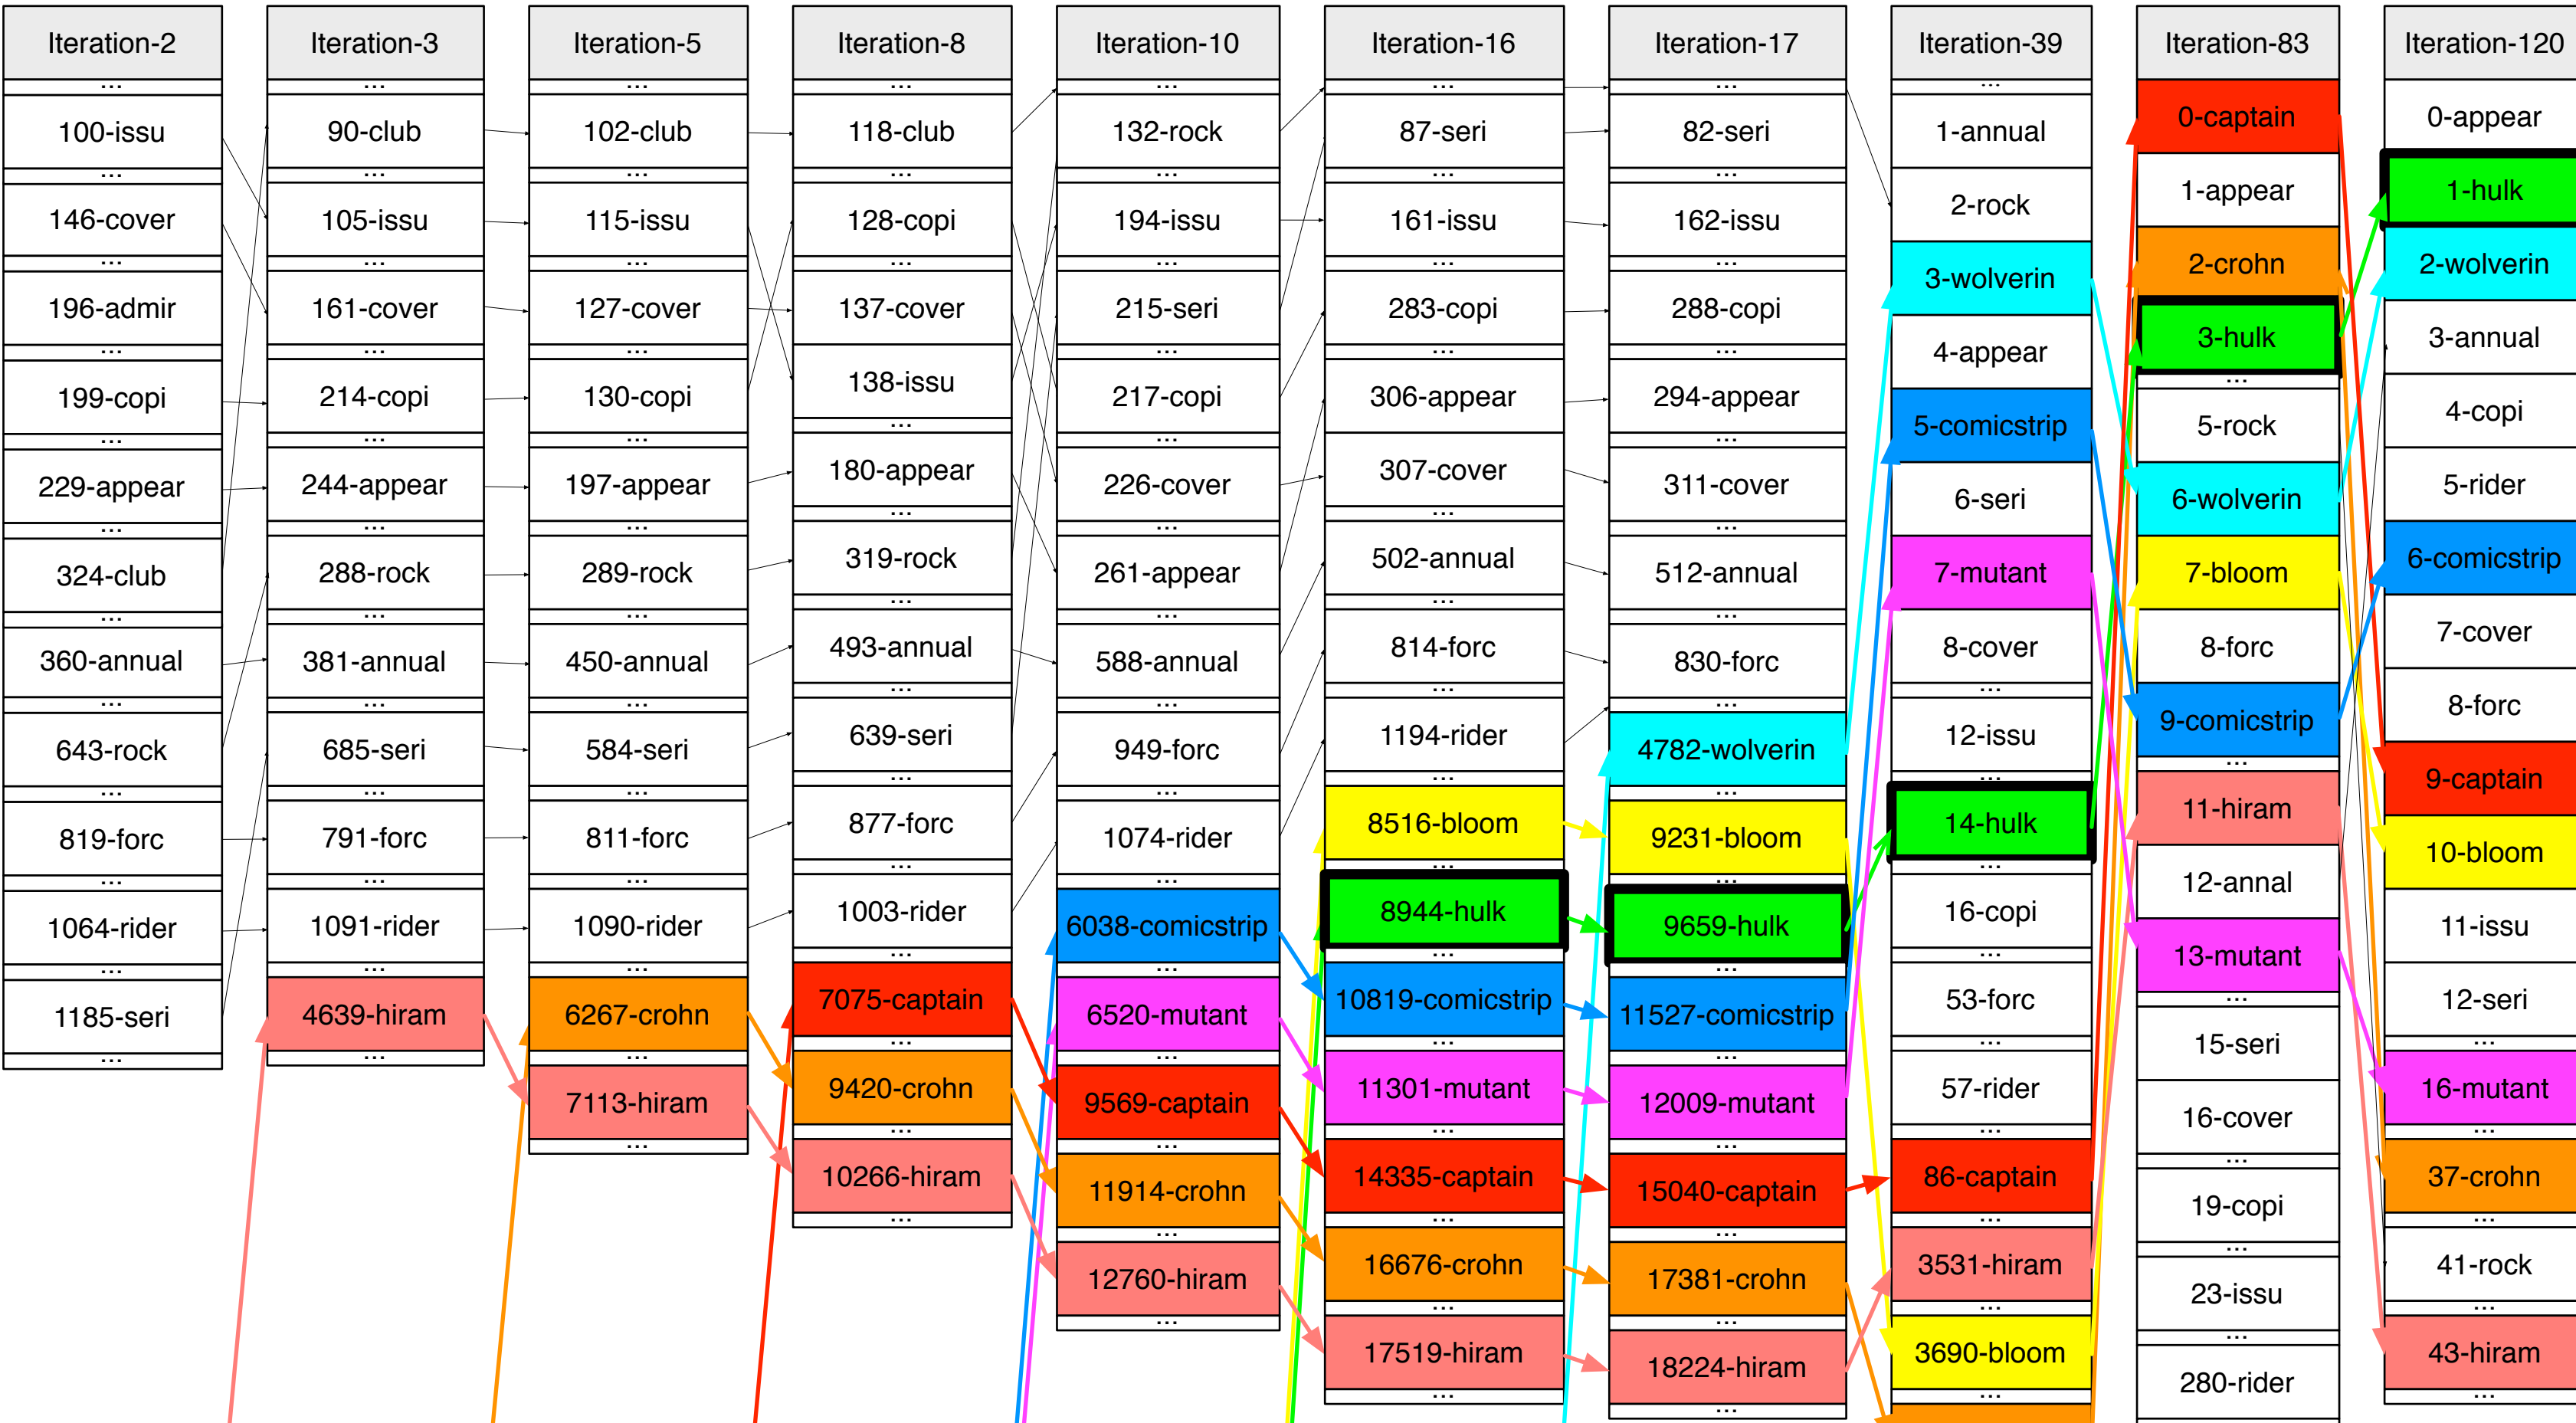 Iteration-2
...
100-issu
...
146-cover
...
196-admir
...
199-copi
...
229-appear
...
324-club
...
360-annual
...
643-rock
...
819-forc
...
1064-rider
...
1185-seri
...
Iteration-3
...
90-club
...
105-issu
...
161-cover
...
214-copi
...
244-appear
...
288-rock
...
381-annual
...
685-seri
...
791-forc
...
1091-rider
...
4639-hiram
...
Iteration-5
...
102-club
...
115-issu
...
127-cover
...
130-copi
...
197-appear
...
289-rock
...
450-annual
...
584-seri
...
811-forc
...
1090-rider
...
6267-crohn
...
7113-hiram
...
Iteration-8
...
118-club
...
128-copi
...
137-cover
...
138-issu
...
180-appear
...
319-rock
...
493-annual
...
639-seri
...
877-forc
...
1003-rider
...
7075-captain
...
9420-crohn
...
10266-hiram
...
Iteration-10
...
132-rock
...
194-issu
...
215-seri
...
217-copi
...
226-cover
...
261-appear
...
588-annual
...
949-forc
...
1074-rider
...
6038-comicstrip
...
6520-mutant
...
9569-captain
...
11914-crohn
...
12760-hiram
...
Iteration-16
...
87-seri
...
161-issu
...
283-copi
...
306-appear
307-cover
...
502-annual
...
814-forc
...
1194-rider
...
8516-bloom
...
8944-hulk
...
10819-comicstrip
...
11301-mutant
...
14335-captain
...
16676-crohn
...
17519-hiram
...
Iteration-17
...
82-seri
...
162-issu
...
288-copi
...
294-appear
...
311-cover
...
512-annual
...
830-forc
...
4782-wolverin
...
9231-bloom
...
9659-hulk
...
11527-comicstrip
...
12009-mutant
...
15040-captain
...
17381-crohn
...
18224-hiram
...
Iteration-39
...
1-annual
2-rock
3-wolverin
4-appear
5-comicstrip
6-seri
7-mutant
8-cover
...
12-issu
...
14-hulk
...
16-copi
...
53-forc
...
57-rider
...
86-captain
...
3531-hiram
...
3690-bloom
...
Iteration-83
0-captain
1-appear
2-crohn
3-hulk
...
5-rock
6-wolverin
7-bloom
8-forc
9-comicstrip
...
11-hiram
12-annal
13-mutant
...
15-seri
16-cover
...
19-copi
...
23-issu
...
280-rider
Iteration-120
0-appear
1-hulk
2-wolverin
3-annual
4-copi
5-rider
6-comicstrip
7-cover
8-forc
9-captain
10-bloom
11-issu
12-seri
...
16-mutant
...
37-crohn
...
41-rock
...
43-hiram
...